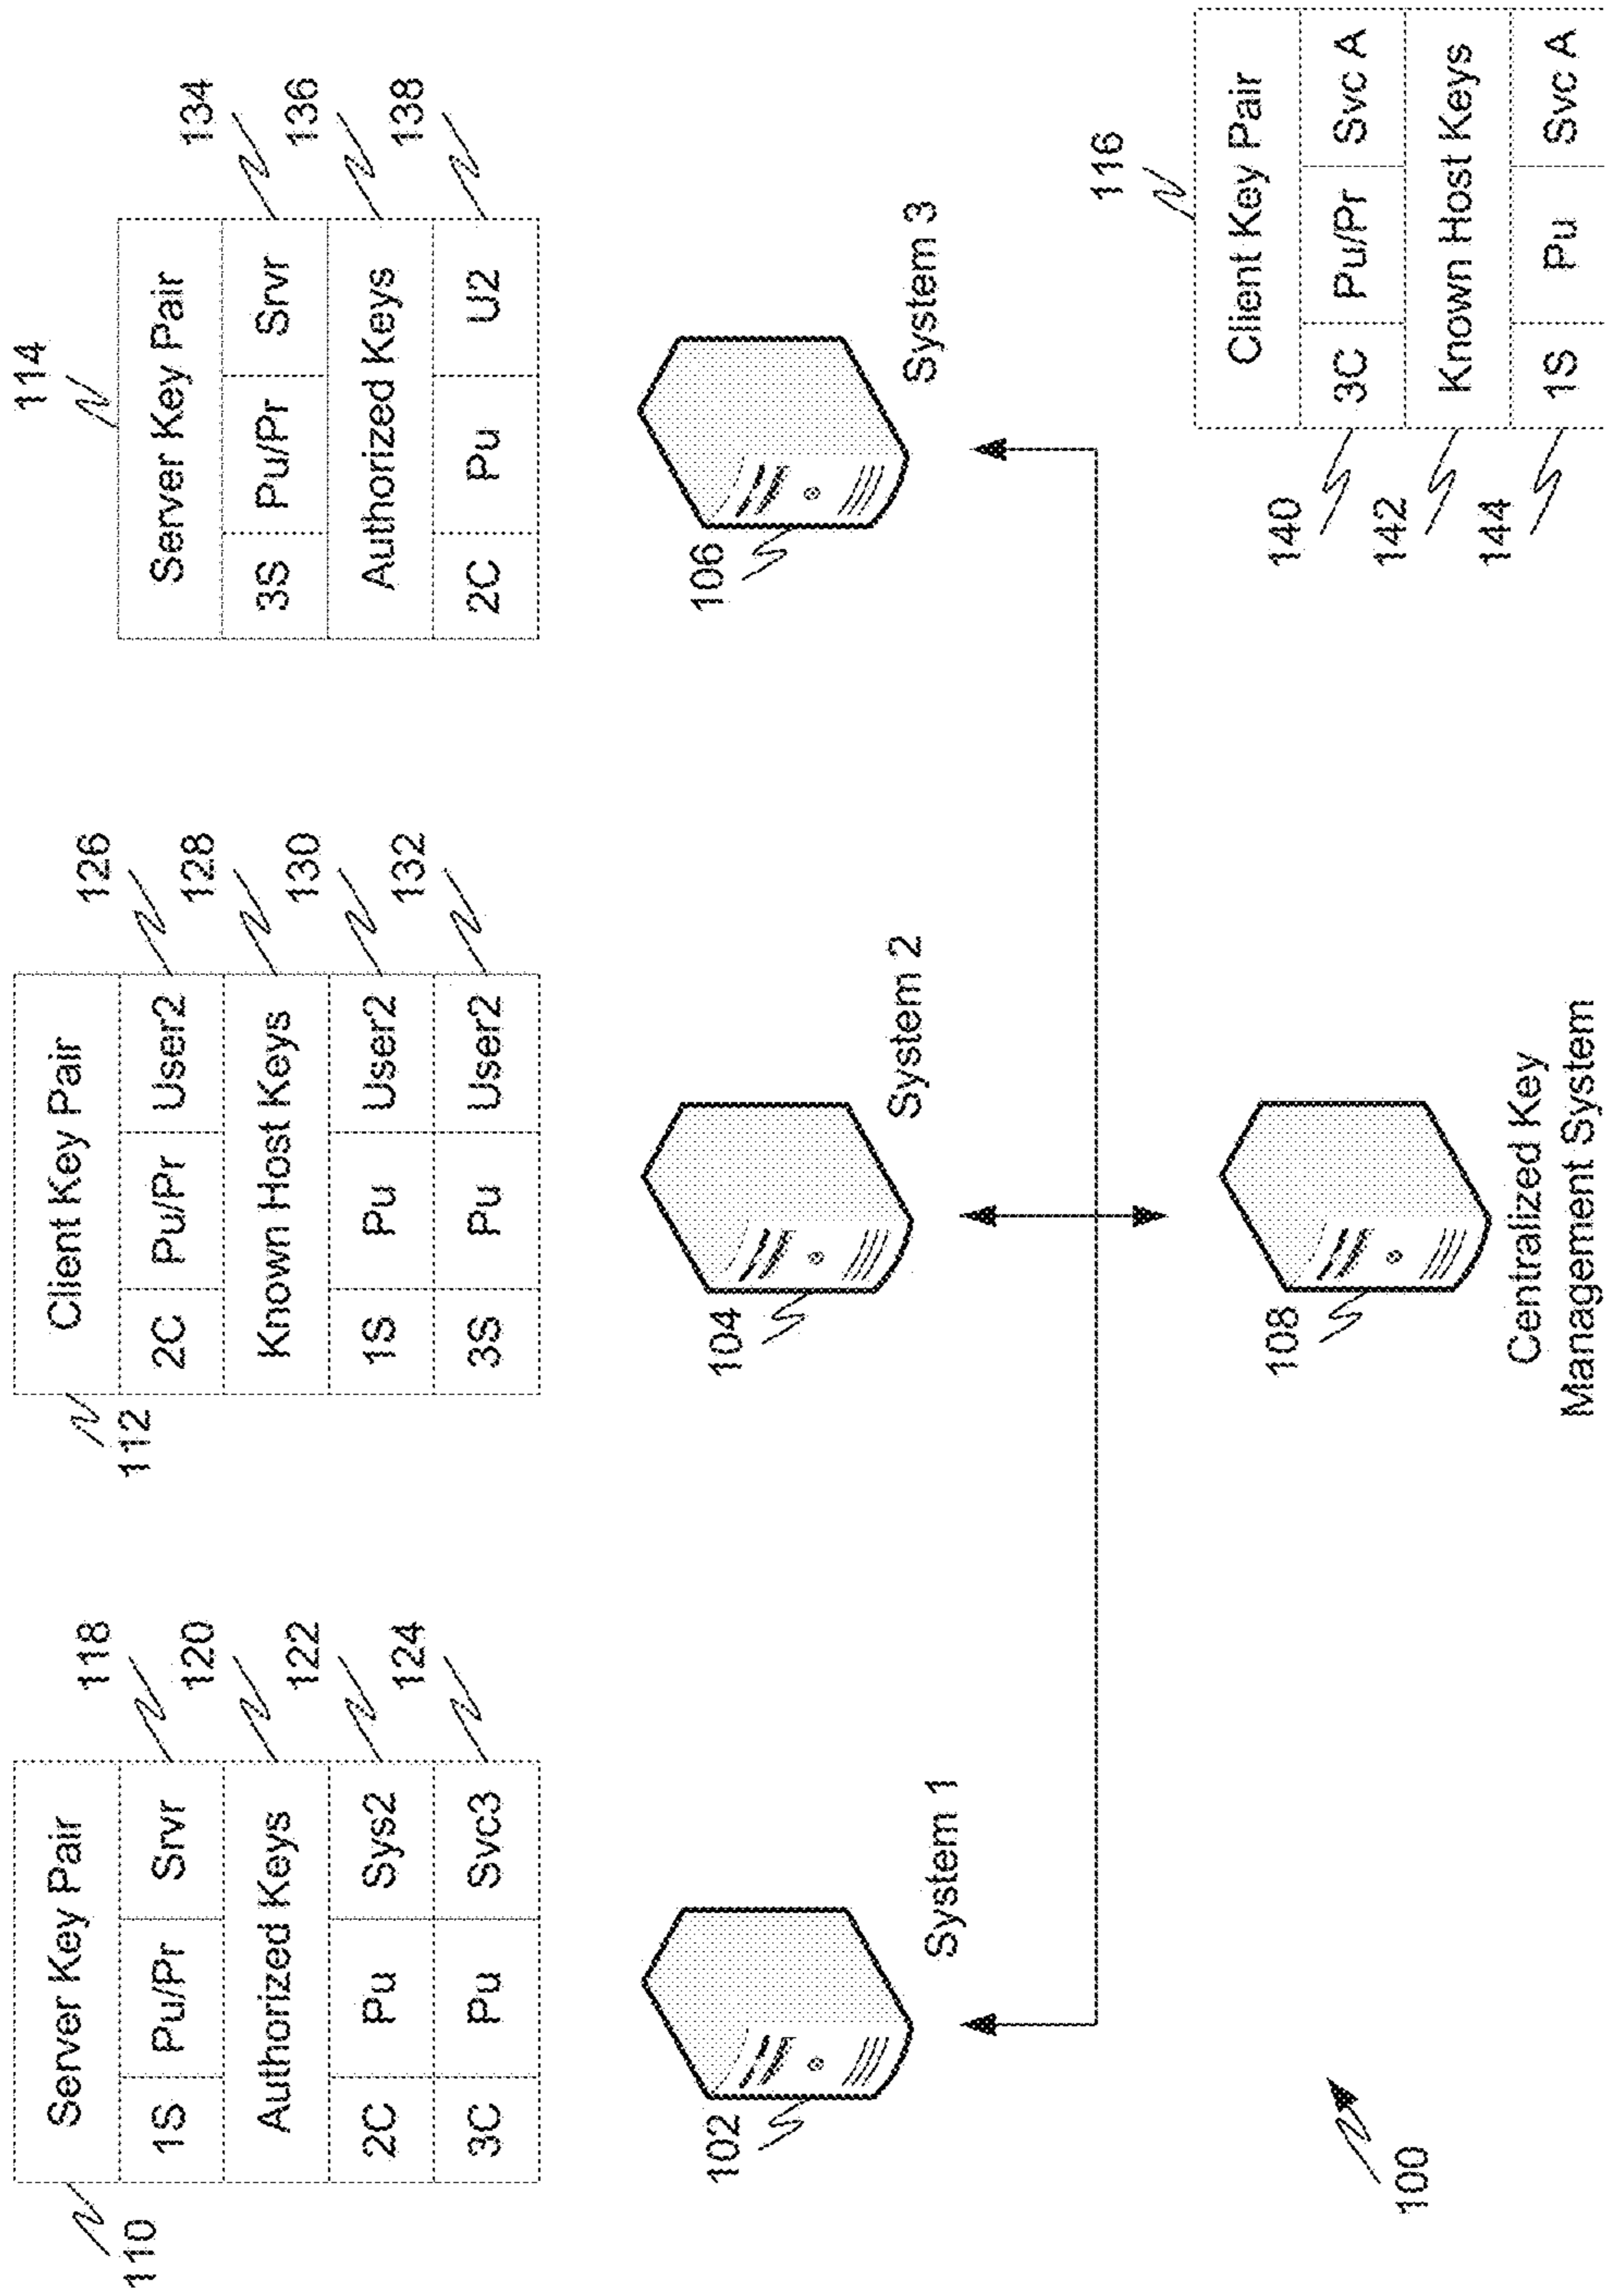 110
Server Key Pair
1S Pu/Pr Srvr
118
Authorized Keys
120
2C Pu Sys2
122
3C Pu Svc3
124
112
Client Key Pair
2C Pu/Pr User2
126
Known Host Keys
128
1S Pu User2
130
3S Pu User2
132
114
Server Key Pair
3S Pu/Pr Srvr
134
Authorized Keys
136
2C Pu U2
138
102
System 1
104
System 2
106
System 3
108
Centralized Key
Management System
116
Client Key Pair
140
3C Pu/Pr Svc A
142
Known Host Keys
144
1S Pu Svc A
100